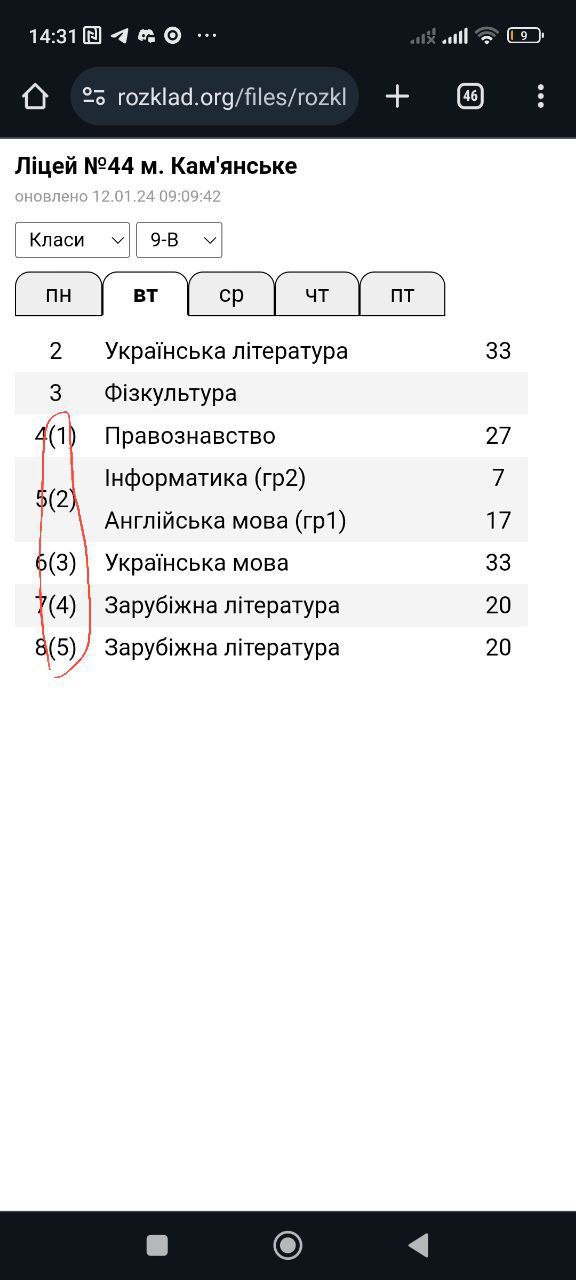 14:31 ... 9
rozklad.org/files/rozkl 46
Ліцей №44 м. Кам'янське
оновлено 12.01.24 09:09:42
Класи 9-В
пн вт ср чт пт
2 Українська література 33
3 Фізкультура
4(1) Правознавство 27
5(2) Інформатика (гр2) 7
Англійська мова (гр1) 17
6(3) Українська мова 33
7(4) Зарубіжна література 20
8(5) Зарубіжна література 20